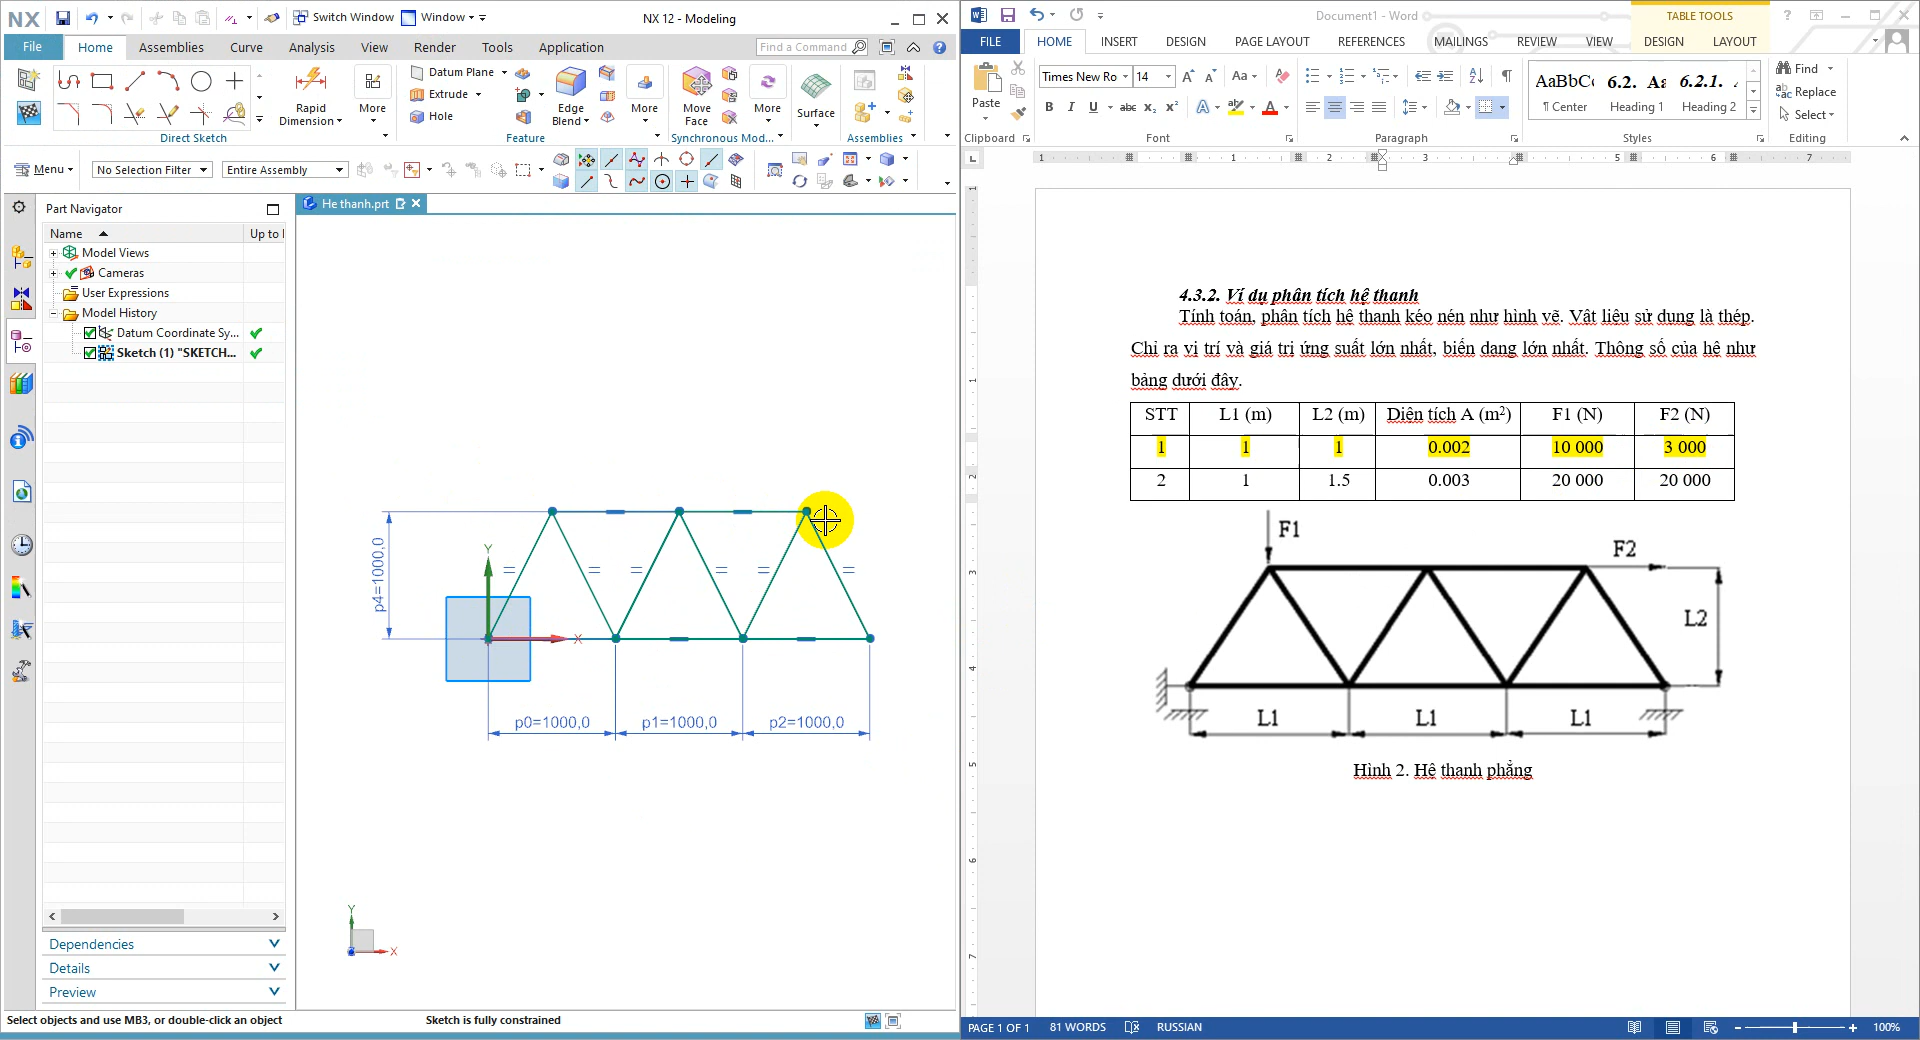 NX
Switch Window
Window
NX 12 - Modeling
File
Home
Assemblies
Curve
Analysis
View
Render
Tools
Application
Find a Command
Rapid Dimension
More
Datum Plane
Extrude
Hole
Edge Blend
More
Move Face
More
Surface
Direct Sketch
Feature
Synchronous Mod...
Assemblies
Menu
No Selection Filter
Entire Assembly
Part Navigator
He thanh.prt
Name
Up to
Model Views
Cameras
User Expressions
Model History
Datum Coordinate Sy...
Sketch (1) "SKETCH...
p4=1000,0
Y
X
p0=1000,0
p1=1000,0
p2=1000,0
Y
X
Dependencies
Details
Preview
Select objects and use MB3, or double-click an object
Sketch is fully constrained
Document1 - Word
TABLE TOOLS
FILE
HOME
INSERT
DESIGN
PAGE LAYOUT
REFERENCES
MAILINGS
REVIEW
VIEW
DESIGN
LAYOUT
Paste
Times New Ro
14
AaBbCc
6.2. Aa
6.2.1.
¶ Center
Heading 1
Heading 2
Find
Replace
Select
Clipboard
Font
Paragraph
Styles
Editing
4.3.2. Ví dụ phân tích hệ thanh
Tính toán, phân tích hệ thanh kéo nén như hình vẽ. Vật liệu sử dụng là thép.
Chỉ ra vị trí và giá trị ứng suất lớn nhất, biến dạng lớn nhất. Thông số của hệ như
bảng dưới đây.
STT L1 (m) L2 (m) Diện tích A (m²) F1 (N) F2 (N)
1 1 1 0.002 10 000 3 000
2 1 1.5 0.003 20 000 20 000
F1
F2
L2
L1
L1
L1
Hình 2. Hệ thanh phẳng
PAGE 1 OF 1
81 WORDS
RUSSIAN
100%